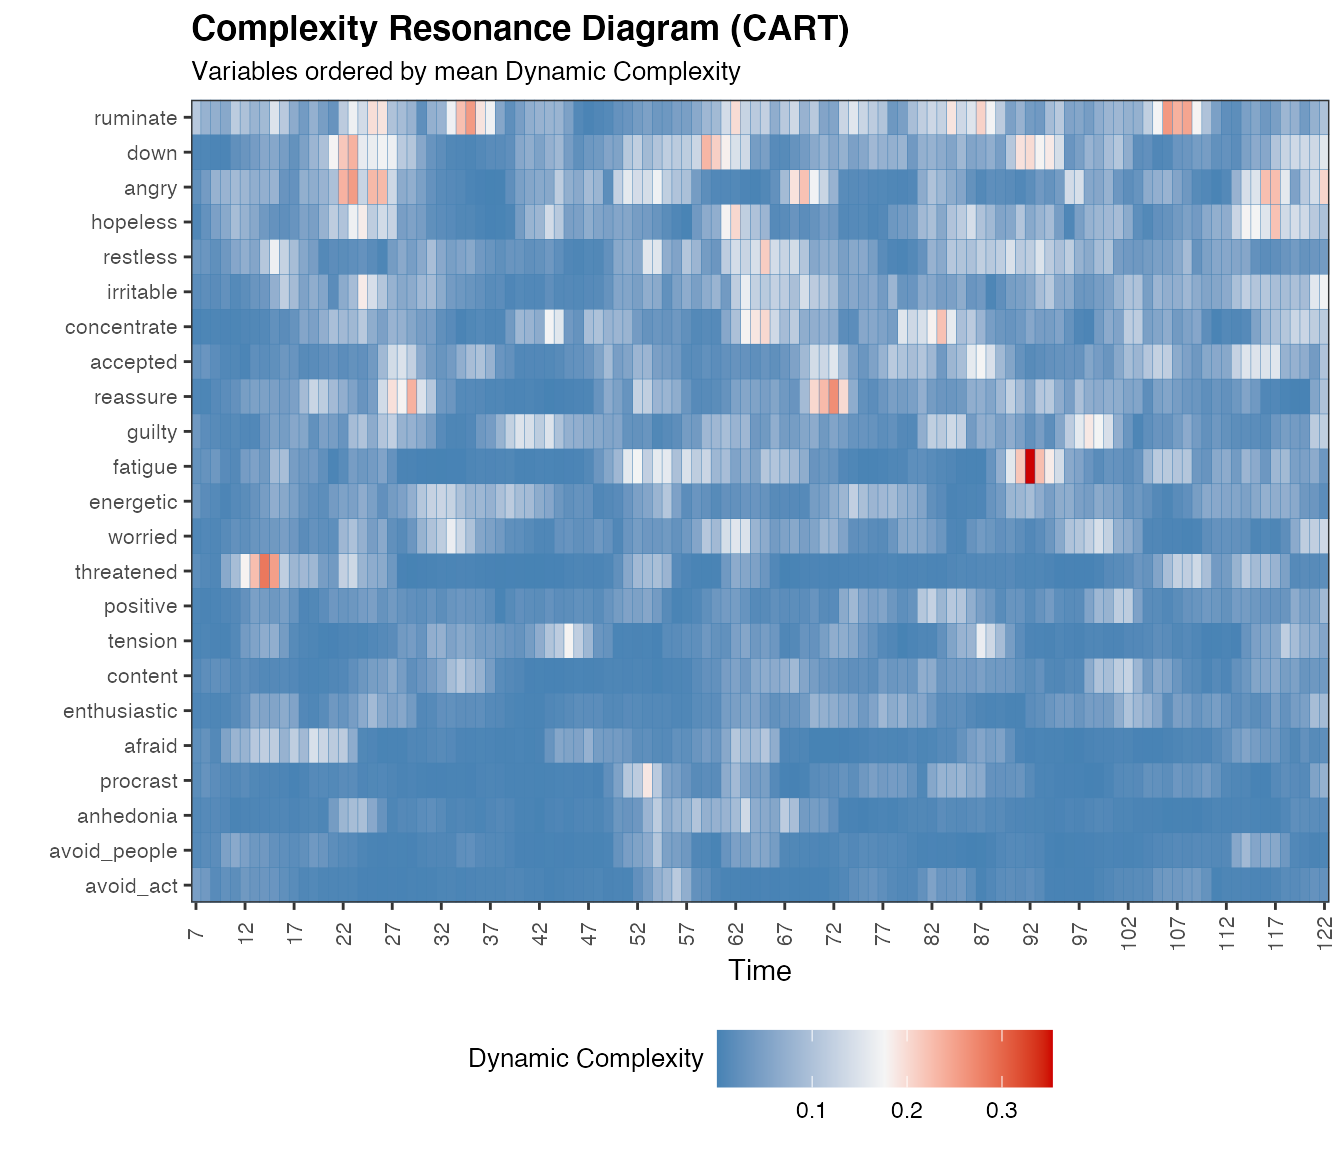 Complexity Resonance Diagram (CART)
Variables ordered by mean Dynamic Complexity
ruminate
down
angry
hopeless
restless
irritable
concentrate
accepted
reassure
guilty
fatigue
energetic
worried
threatened
positive
tension
content
enthusiastic
afraid
procrast
anhedonia
avoid_people
avoid_act
7 12 17 22 27 32 37 42 47 52 57 62 67 72 77 82 87 92 97 102 107 112 117 122
Time
Dynamic Complexity
0.1 0.2 0.3